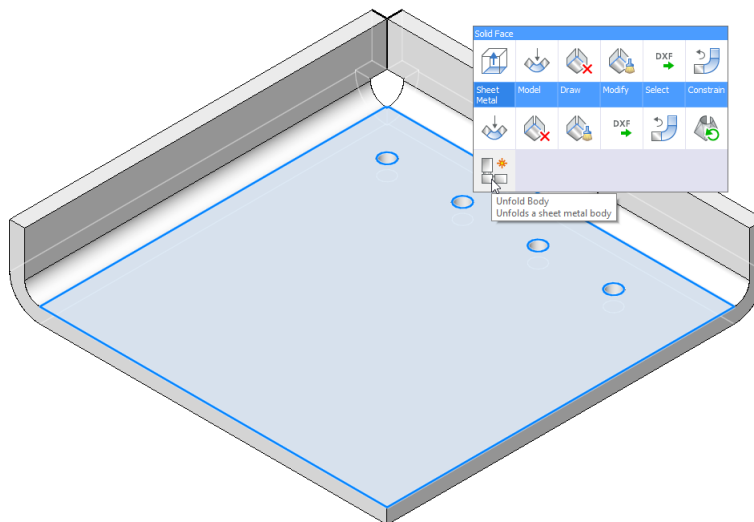 Solid Face
DXF
Sheet Metal Model Draw Modify Select Constrain
DXF
Unfold Body
Unfolds a sheet metal body